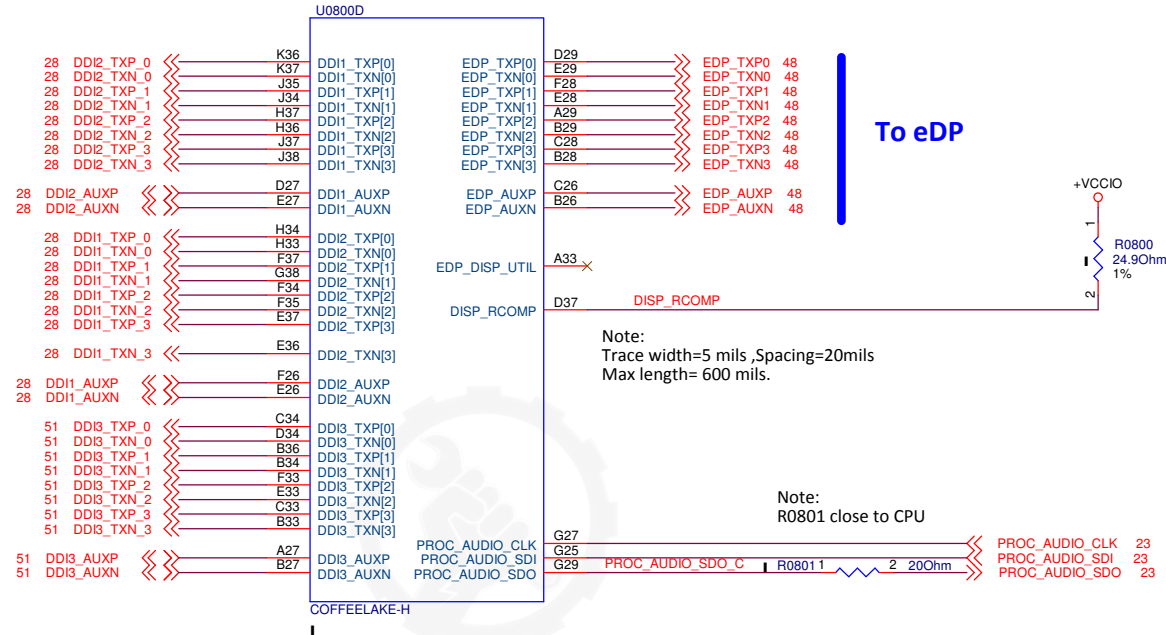 U0800D
28 DDI2_TXP_0 K36 DDI1_TXP[0] EDP_TXP[0] D29 EDP_TXP0 48
28 DDI2_TXN_0 K37 DDI1_TXN[0] EDP_TXN[0] E29 EDP_TXN0 48
28 DDI2_TXP_1 J35 DDI1_TXP[1] EDP_TXP[1] F28 EDP_TXP1 48
28 DDI2_TXN_1 J34 DDI1_TXN[1] EDP_TXN[1] E28 EDP_TXN1 48
28 DDI2_TXP_2 H37 DDI1_TXP[2] EDP_TXP[2] A29 EDP_TXP2 48
28 DDI2_TXN_2 H36 DDI1_TXN[2] EDP_TXN[2] B29 EDP_TXN2 48
28 DDI2_TXP_3 J37 DDI1_TXP[3] EDP_TXP[3] C28 EDP_TXP3 48
28 DDI2_TXN_3 J38 DDI1_TXN[3] EDP_TXN[3] B28 EDP_TXN3 48
To eDP
28 DDI2_AUXP D27 DDI1_AUXP EDP_AUXP C26 EDP_AUXP 48
28 DDI2_AUXN E27 DDI1_AUXN EDP_AUXN B26 EDP_AUXN 48
+VCCIO
28 DDI1_TXP_0 H34 DDI2_TXP[0]
28 DDI1_TXN_0 H33 DDI2_TXN[0]
28 DDI1_TXP_1 F37 DDI2_TXP[1] EDP_DISP_UTIL A33
28 DDI1_TXN_1 G38 DDI2_TXN[1]
28 DDI1_TXP_2 F34 DDI2_TXP[2]
28 DDI1_TXN_2 F35 DDI2_TXN[2] DISP_RCOMP D37 DISP_RCOMP
28 DDI1_TXP_3 E37 DDI2_TXP[3]
1
R0800
24.9Ohm
1%
2
Note:
Trace width=5 mils ,Spacing=20mils
Max length= 600 mils.
28 DDI1_TXN_3 E36 DDI2_TXN[3]
28 DDI1_AUXP F26 DDI2_AUXP
28 DDI1_AUXN E26 DDI2_AUXN
51 DDI3_TXP_0 C34 DDI3_TXP[0]
51 DDI3_TXN_0 D34 DDI3_TXN[0]
51 DDI3_TXP_1 B36 DDI3_TXP[1]
51 DDI3_TXN_1 B34 DDI3_TXN[1]
51 DDI3_TXP_2 F33 DDI3_TXP[2]
51 DDI3_TXN_2 E33 DDI3_TXN[2]
51 DDI3_TXP_3 C33 DDI3_TXP[3]
51 DDI3_TXN_3 B33 DDI3_TXN[3]
Note:
R0801 close to CPU
PROC_AUDIO_CLK G27 PROC_AUDIO_CLK 23
51 DDI3_AUXP A27 DDI3_AUXP PROC_AUDIO_SDI G25 PROC_AUDIO_SDI 23
51 DDI3_AUXN B27 DDI3_AUXN PROC_AUDIO_SDO G29 PROC_AUDIO_SDO_C R0801 1 2 20Ohm PROC_AUDIO_SDO 23
COFFEELAKE-H